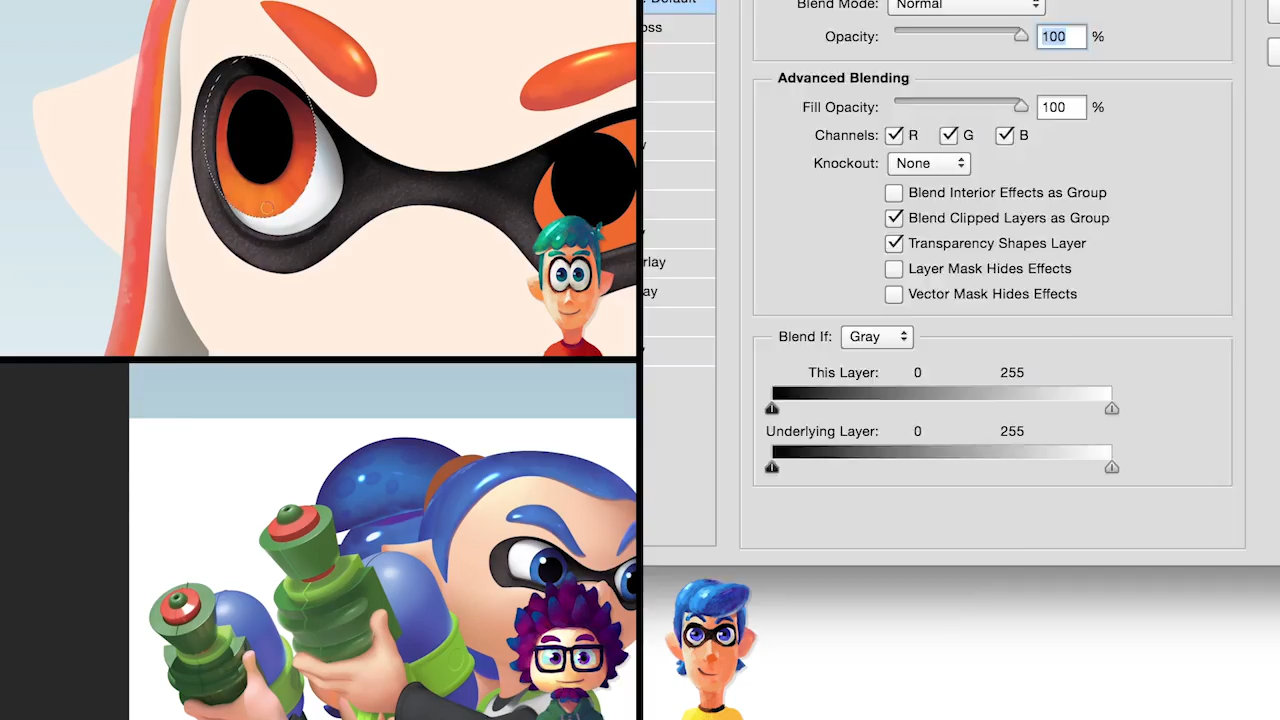 Default
Blend Mode: Normal
oss
Opacity: 100 %
Advanced Blending
Fill Opacity: 100 %
Channels: R G B
Knockout: None
Blend Interior Effects as Group
Blend Clipped Layers as Group
Transparency Shapes Layer
rlay
Layer Mask Hides Effects
ay
Vector Mask Hides Effects
Blend If: Gray
This Layer: 0 255
Underlying Layer: 0 255